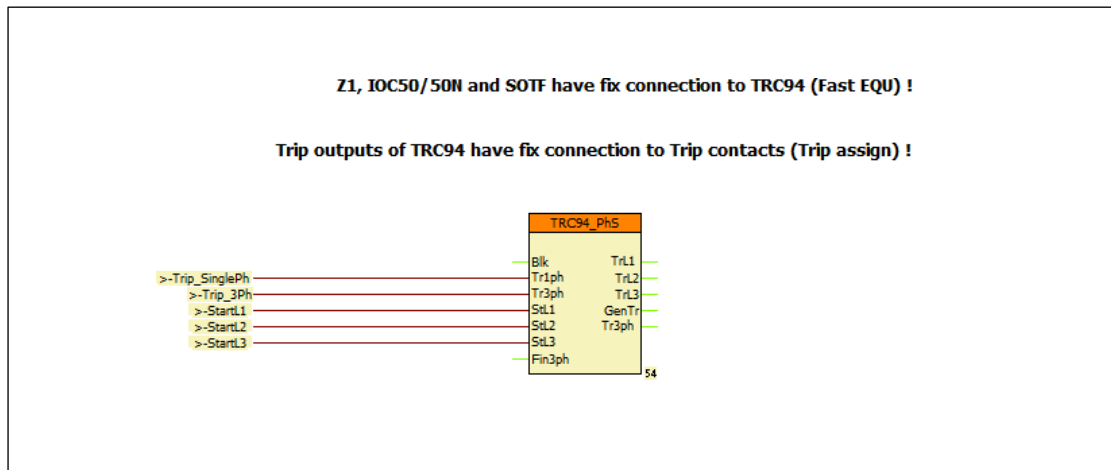 Z1, IOC50/50N and SOTF have fix connection to TRC94 (Fast EQU) !
Trip outputs of TRC94 have fix connection to Trip contacts (Trip assign) !
TRC94_PhS
Blk TrL1
>-Trip_SinglePh Tr1ph TrL2
>-Trip_3Ph Tr3ph TrL3
>-StartL1 StL1 GenTr
>-StartL2 StL2 Tr3ph
>-StartL3 StL3
Fin3ph
54